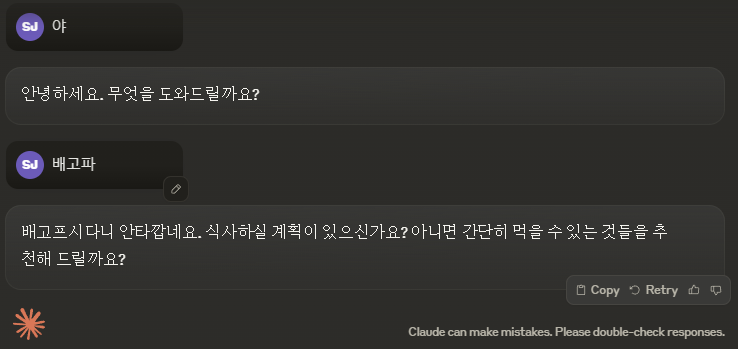 SJ 야
안녕하세요. 무엇을 도와드릴까요?
SJ 배고파
배고프시다니 안타깝네요. 식사하실 계획이 있으신가요? 아니면 간단히 먹을 수 있는 것들을 추
천해 드릴까요?
Copy Retry
Claude can make mistakes. Please double-check responses.